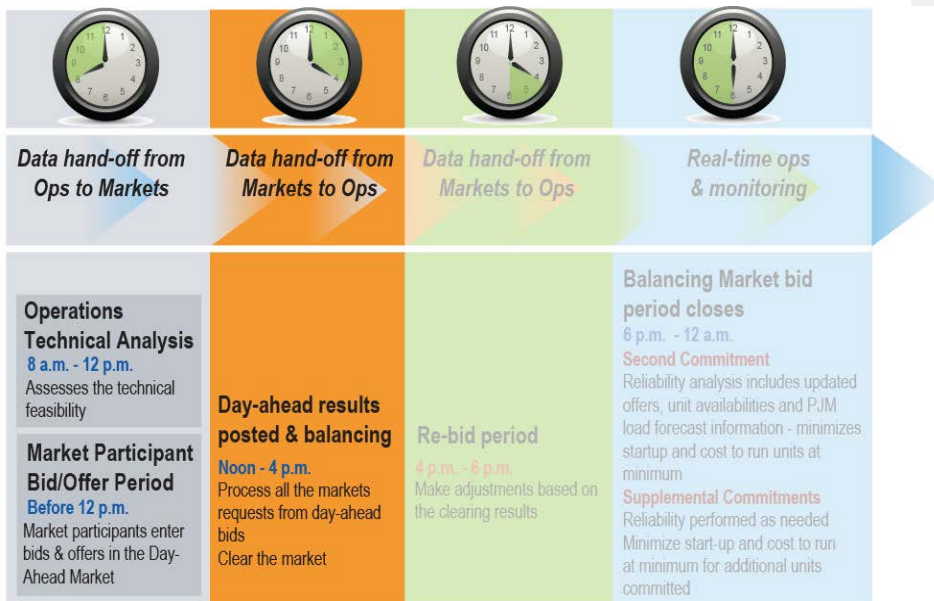 Data hand-off from
Ops to Markets
Data hand-off from
Markets to Ops
Data hand-off from
Markets to Ops
Real-time ops
& monitoring
Operations
Technical Analysis
8 a.m. - 12 p.m.
Assesses the technical
feasibility
Market Participant
Bid/Offer Period
Before 12 p.m.
Market participants enter
bids & offers in the Day-
Ahead Market
Day-ahead results
posted & balancing
Noon - 4 p.m.
Process all the markets
requests from day-ahead
bids
Clear the market
Re-bid period
4 p.m. - 6 p.m.
Make adjustments based on
the clearing results
Balancing Market bid
period closes
6 p.m. - 12 a.m.
Second Commitment
Reliability analysis includes updated
offers, unit availabilities and PJM
load forecast information - minimizes
startup and cost to run units at
minimum
Supplemental Commitments
Reliability performed as needed
Minimize start-up and cost to run
at minimum for additional units
committed